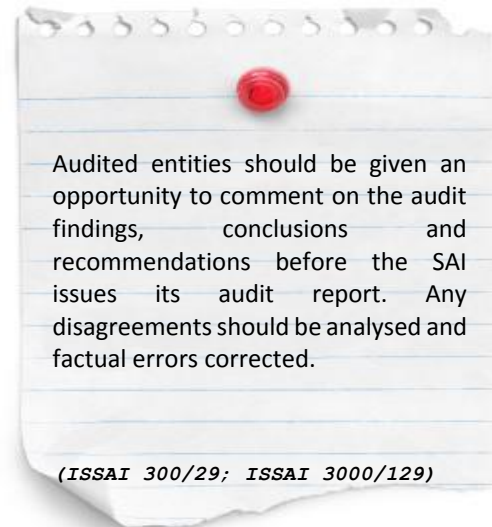 Audited entities should be given an
opportunity to comment on the audit
findings, conclusions and
recommendations before the SAI
issues its audit report. Any
disagreements should be analysed and
factual errors corrected.
(ISSAI 300/29; ISSAI 3000/129)